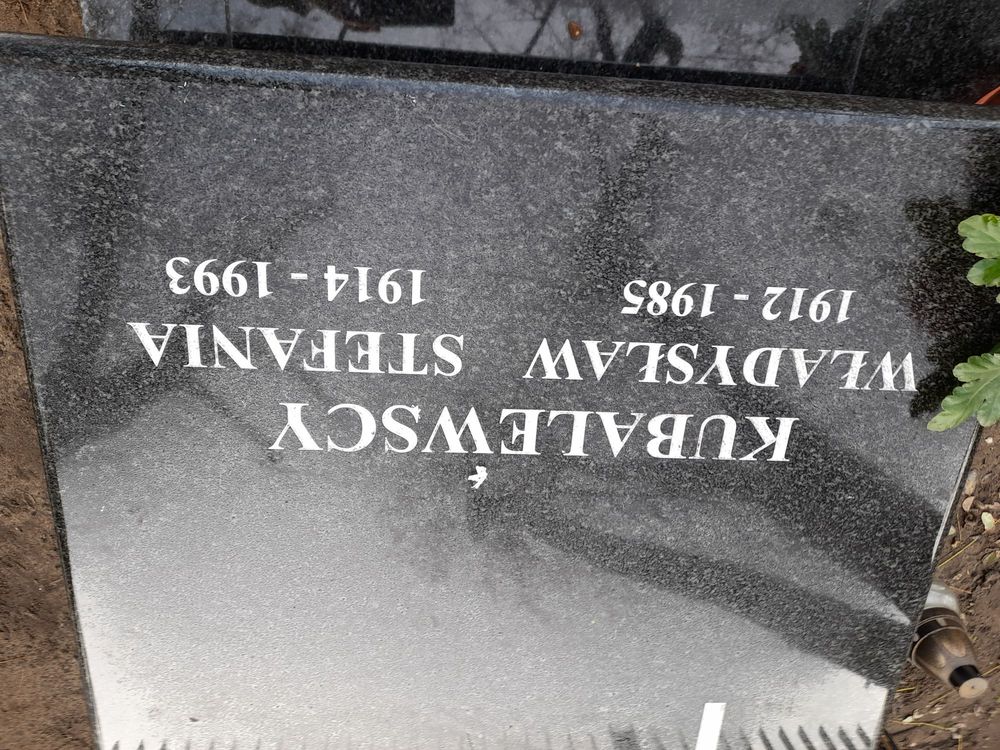 KUBALEWSCY
WŁADYSŁAW STEFANIA
1912 - 1985 1914 - 1993